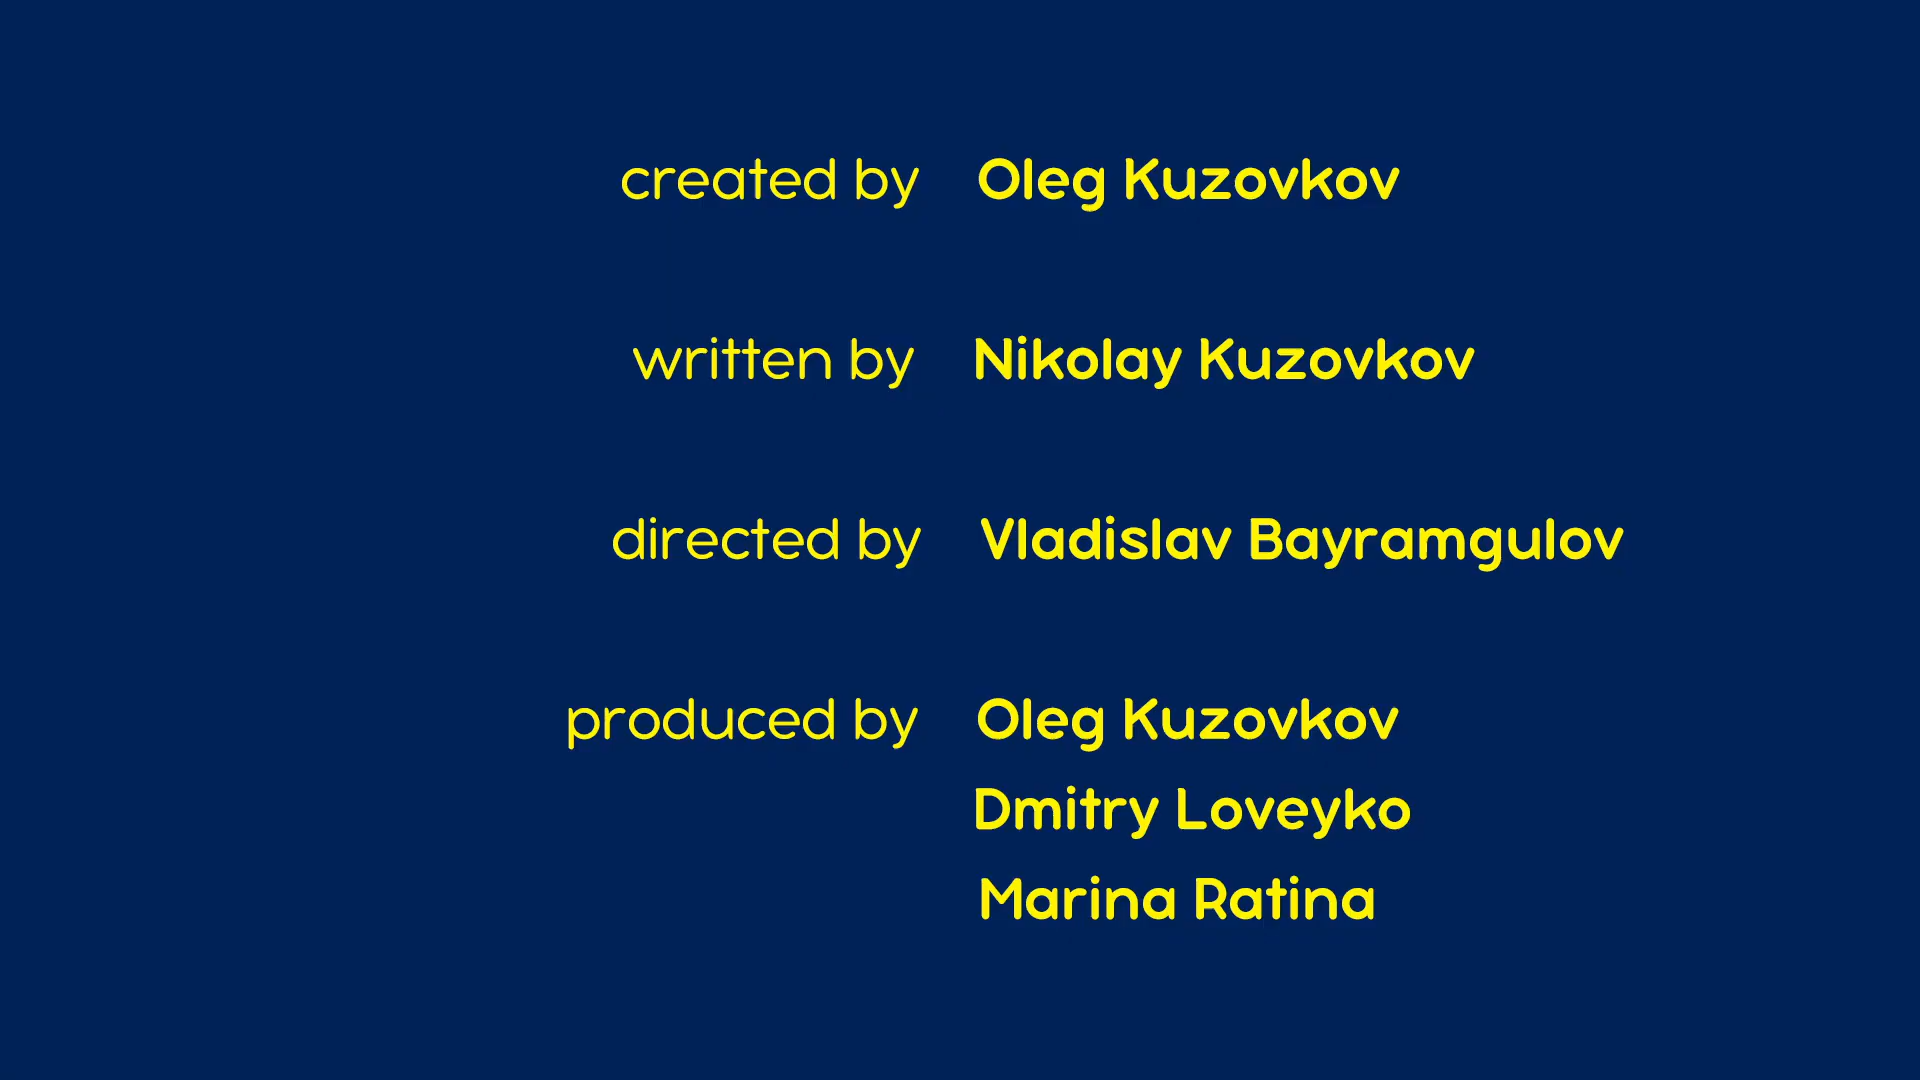 created by Oleg Kuzovkov
written by Nikolay Kuzovkov
directed by Vladislav Bayramgulov
produced by Oleg Kuzovkov
Dmitry Loveyko
Marina Ratina